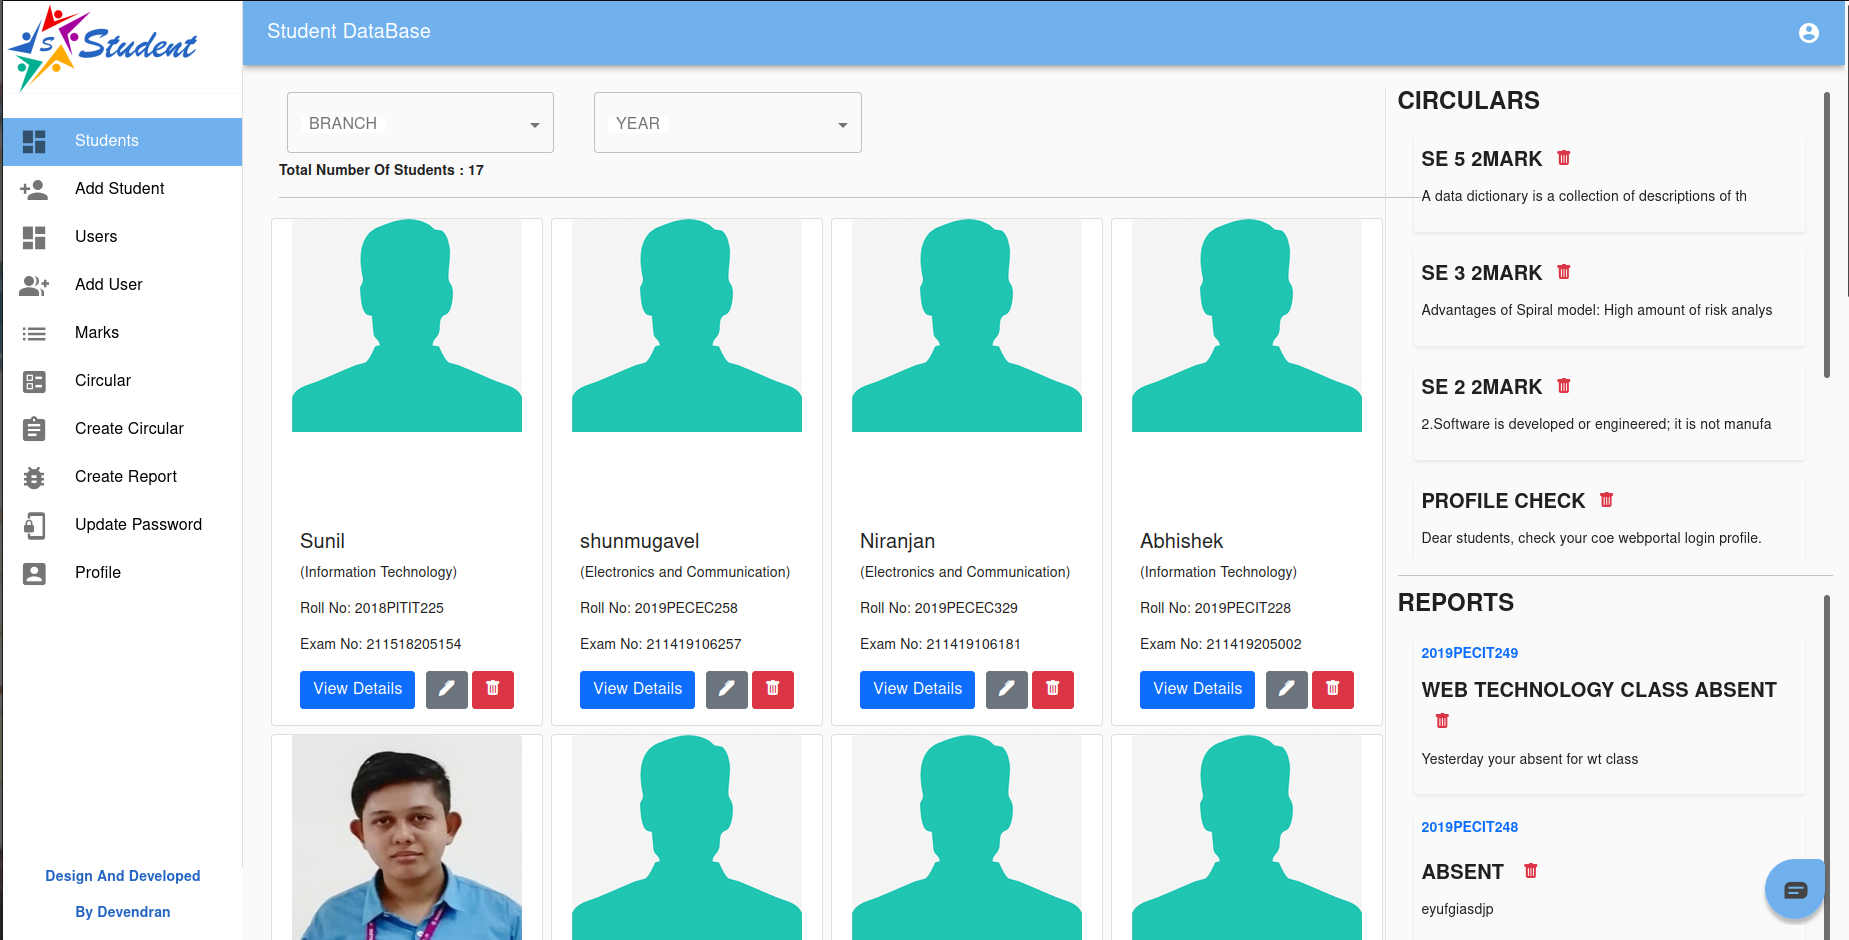 Student
S
Student DataBase
Students
Add Student
Users
Add User
Marks
Circular
Create Circular
Create Report
Update Password
Profile
Design And Developed
By Devendran
BRANCH
YEAR
Total Number Of Students : 17
Sunil
(Information Technology)
Roll No: 2018PITIT225
Exam No: 211518205154
View Details
shunmugavel
(Electronics and Communication)
Roll No: 2019PECEC258
Exam No: 211419106257
View Details
Niranjan
(Electronics and Communication)
Roll No: 2019PECEC329
Exam No: 211419106181
View Details
Abhishek
(Information Technology)
Roll No: 2019PECIT228
Exam No: 211419205002
View Details
CIRCULARS
SE 5 2MARK
A data dictionary is a collection of descriptions of th
SE 3 2MARK
Advantages of Spiral model: High amount of risk analys
SE 2 2MARK
2.Software is developed or engineered; it is not manufa
PROFILE CHECK
Dear students, check your coe webportal login profile.
REPORTS
2019PECIT249
WEB TECHNOLOGY CLASS ABSENT
Yesterday your absent for wt class
2019PECIT248
ABSENT
eyufgiasdjp